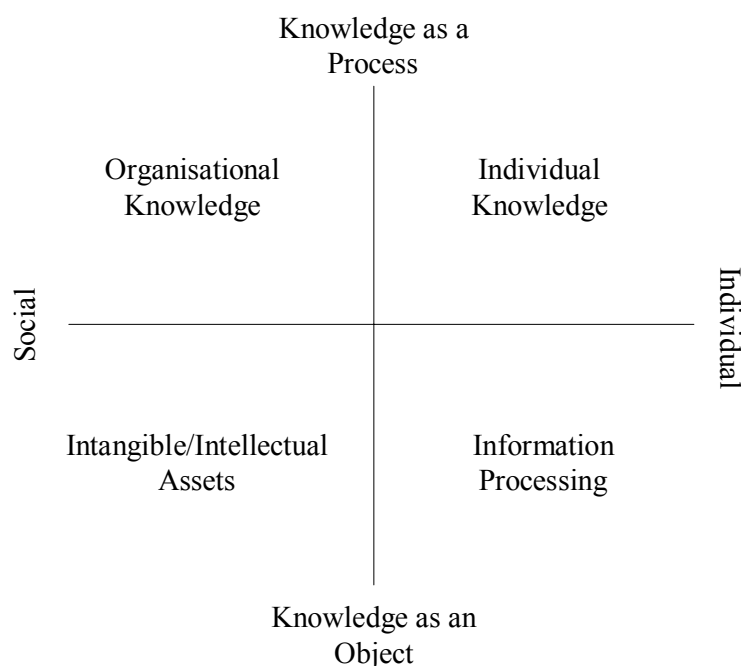 Knowledge as a
Process
Organisational
Knowledge
Individual
Knowledge
Social
Individual
Intangible/Intellectual
Assets
Information
Processing
Knowledge as an
Object